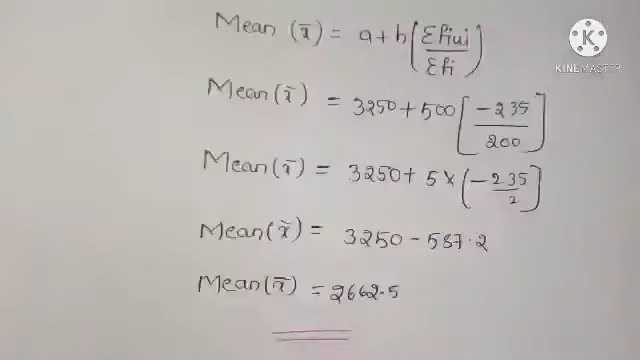 Mean (x̄) = a+h(Σfiui/Σfi)
KINEMASTER
Mean(x̄) = 3250+500[-235/200]
Mean(x̄) = 3250+ 5×(-235/2]
Mean(x̄) = 3250-587.2
Mean(x̄) = 2662.5